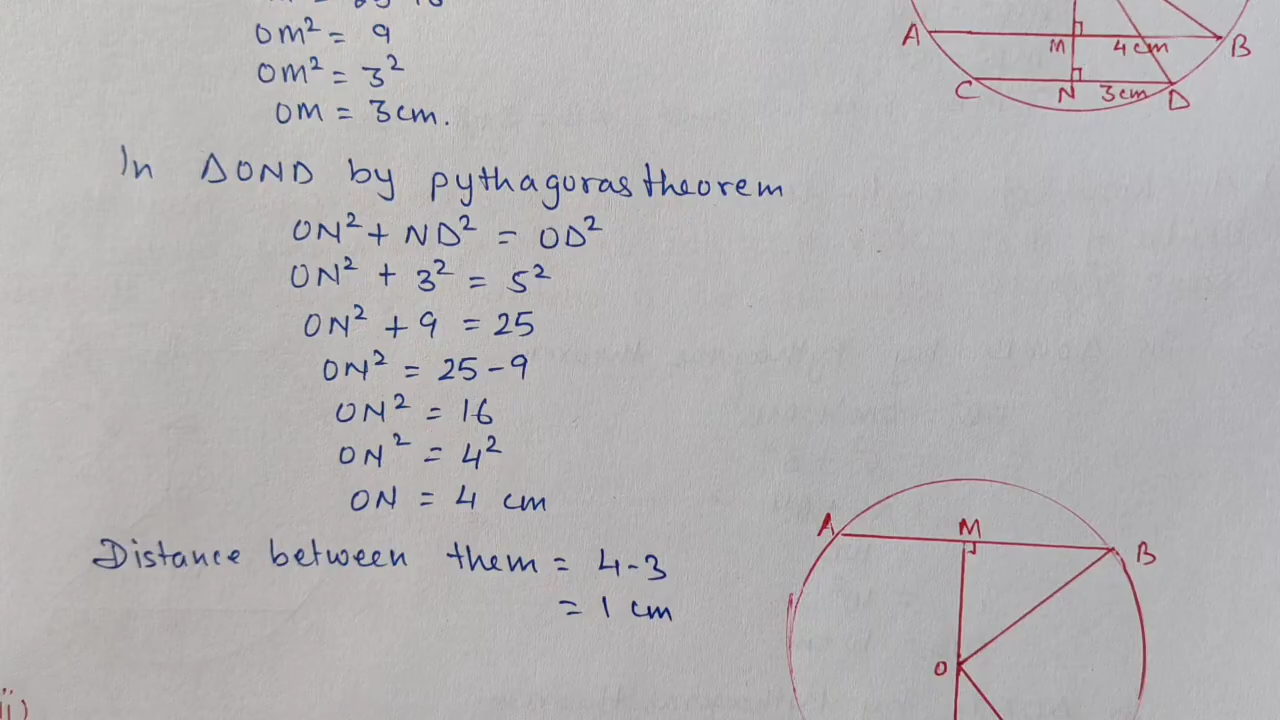 OM² = 9
OM² = 3²
OM = 3cm.
A
M
4cm
B
C
N
3cm
D
In ΔOND by pythagoras theorem
ON² + ND² = OD²
ON² + 3² = 5²
ON² + 9 = 25
ON² = 25 - 9
ON² = 16
ON² = 4²
ON = 4 cm
Distance between them = 4-3
= 1 cm
A
M
B
O
ii)